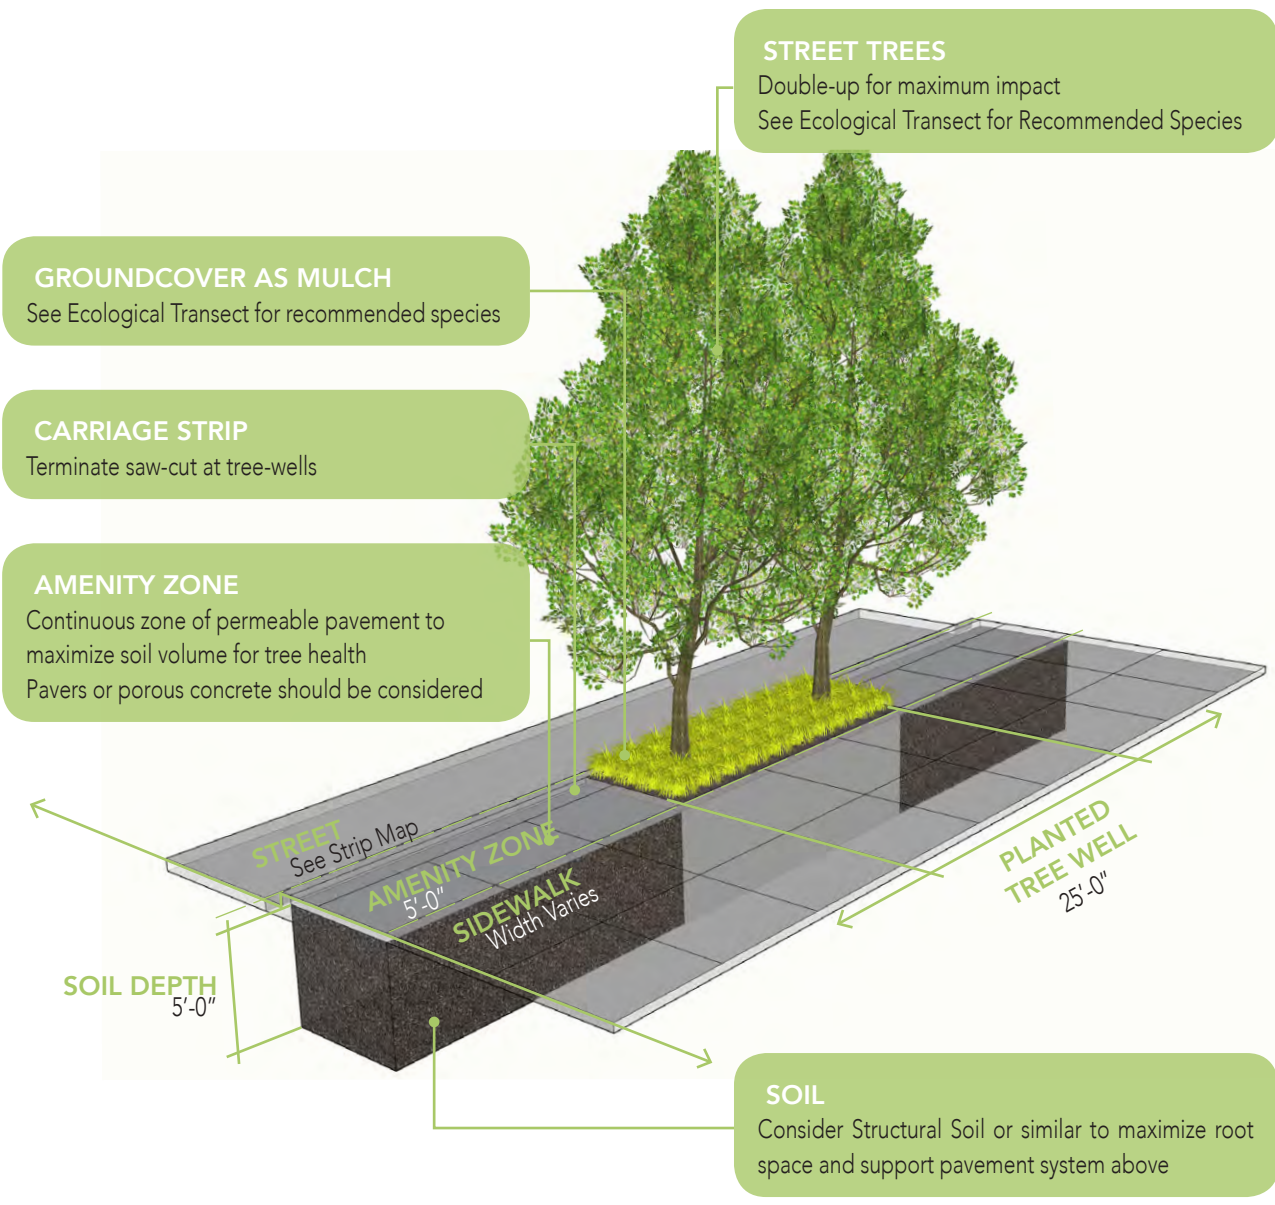 STREET TREES
Double-up for maximum impact
See Ecological Transect for Recommended Species
GROUNDCOVER AS MULCH
See Ecological Transect for recommended species
CARRIAGE STRIP
Terminate saw-cut at tree-wells
AMENITY ZONE
Continuous zone of permeable pavement to
maximize soil volume for tree health
Pavers or porous concrete should be considered
STREET
See Strip Map
AMENITY ZONE
5'-0"
SIDEWALK
Width Varies
PLANTED
TREE WELL
25'-0"
SOIL DEPTH
5'-0"
SOIL
Consider Structural Soil or similar to maximize root
space and support pavement system above